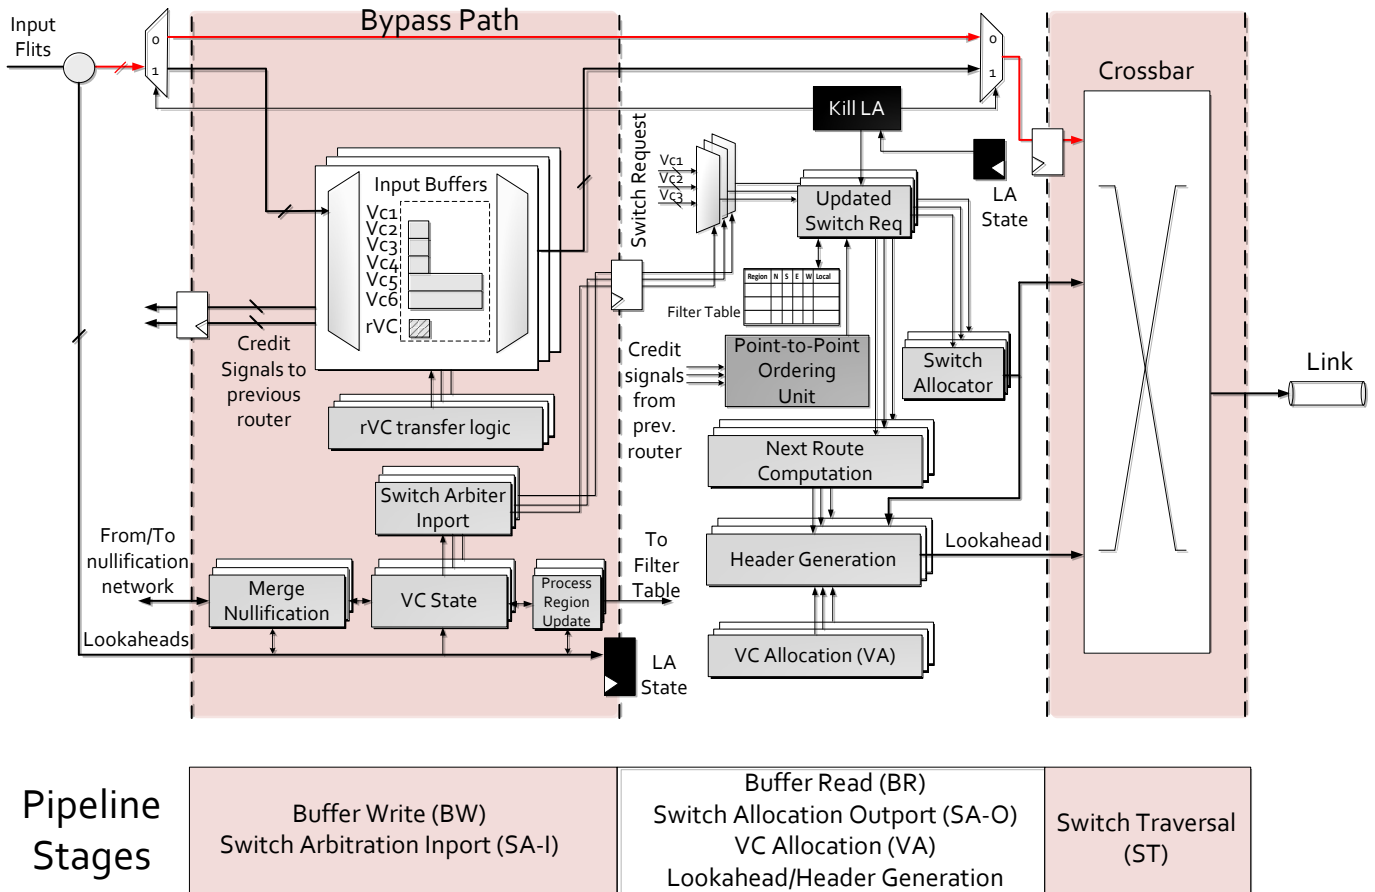 Input
Flits
Bypass Path
0
1
0
1
Crossbar
Kill LA
Switch Request
Vc1
Vc2
Vc3
LA
State
Input Buffers
Vc1
Vc2
Vc3
Vc4
Vc5
Vc6
rVC
Updated
Switch Req
Region N S E W Local
Filter Table
Credit
Signals to
previous
router
Credit
signals
from
prev.
router
Point-to-Point
Ordering
Unit
Switch
Allocator
Link
rVC transfer logic
Next Route
Computation
Switch Arbiter
Inport
From/To
nullification
network
To
Filter
Table
Header Generation
Lookahead
Merge
Nullification
VC State
Process
Region
Update
Lookaheads
LA
State
VC Allocation (VA)
Pipeline
Stages
Buffer Write (BW)
Switch Arbitration Inport (SA-I)
Buffer Read (BR)
Switch Allocation Outport (SA-O)
VC Allocation (VA)
Lookahead/Header Generation
Switch Traversal
(ST)